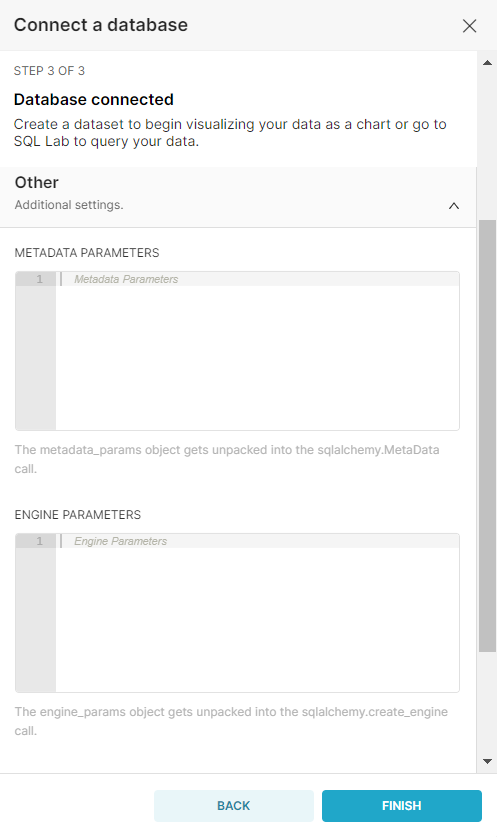 Connect a database
STEP 3 OF 3
Database connected
Create a dataset to begin visualizing your data as a chart or go to
SQL Lab to query your data.
Other
Additional settings.
METADATA PARAMETERS
1 Metadata Parameters
The metadata_params object gets unpacked into the sqlalchemy.MetaData
call.
ENGINE PARAMETERS
1 Engine Parameters
The engine_params object gets unpacked into the sqlalchemy.create_engine
call.
BACK FINISH